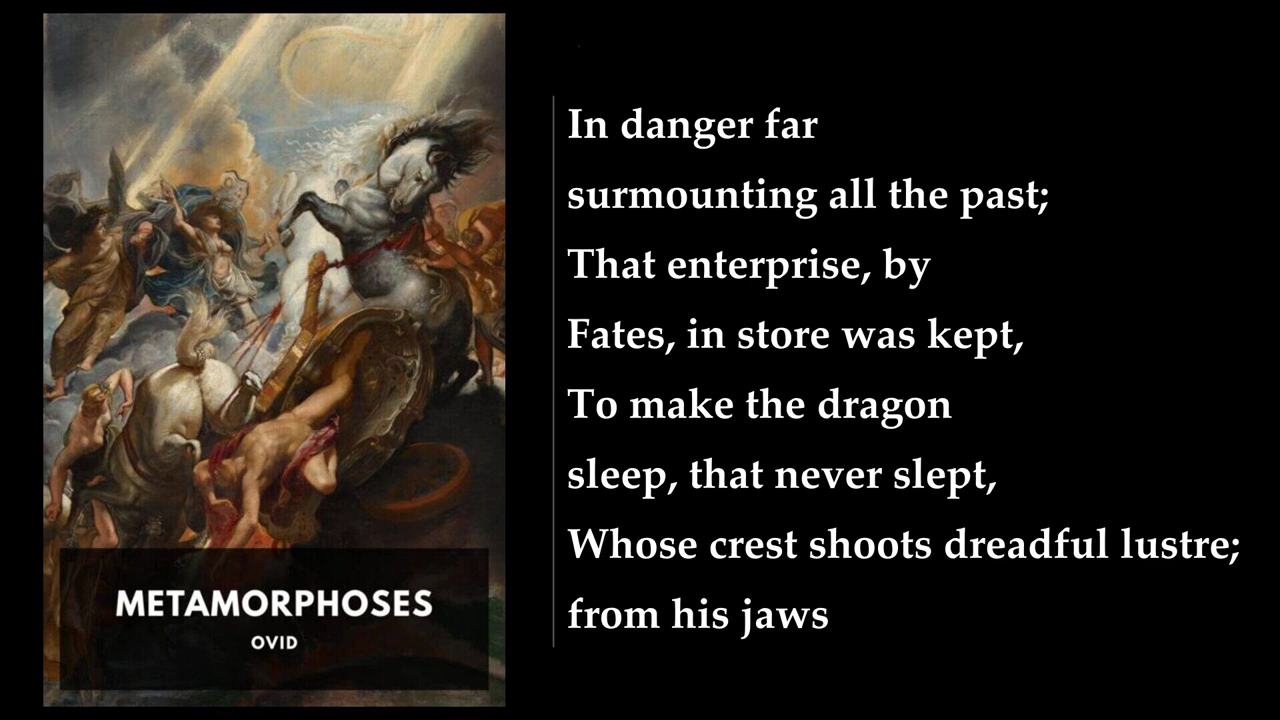 METAMORPHOSES
OVID
In danger far
surmounting all the past;
That enterprise, by
Fates, in store was kept,
To make the dragon
sleep, that never slept,
Whose crest shoots dreadful lustre;
from his jaws